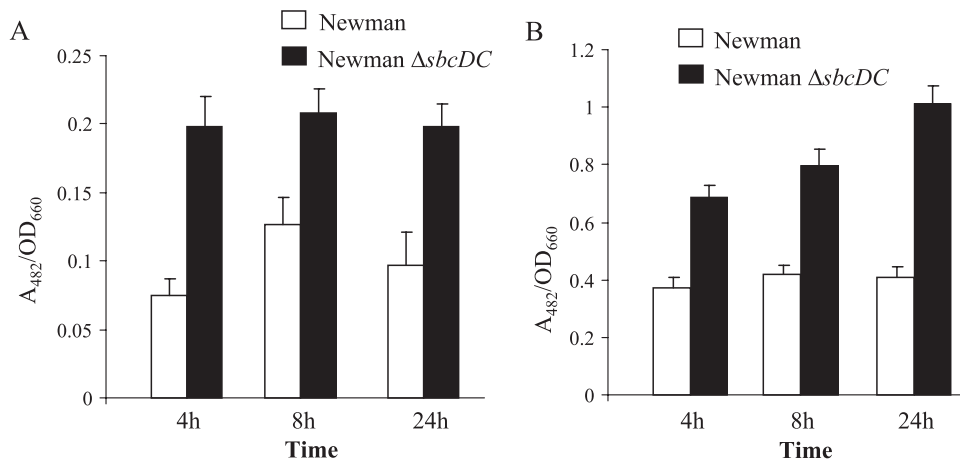 A
Newman
Newman ΔsbcDC
0.25
0.2
0.15
0.1
0.05
0
A482/OD660
4h
8h
24h
Time
B
Newman
Newman ΔsbcDC
1.2
1
0.8
0.6
0.4
0.2
0
A482/OD660
4h
8h
24h
Time